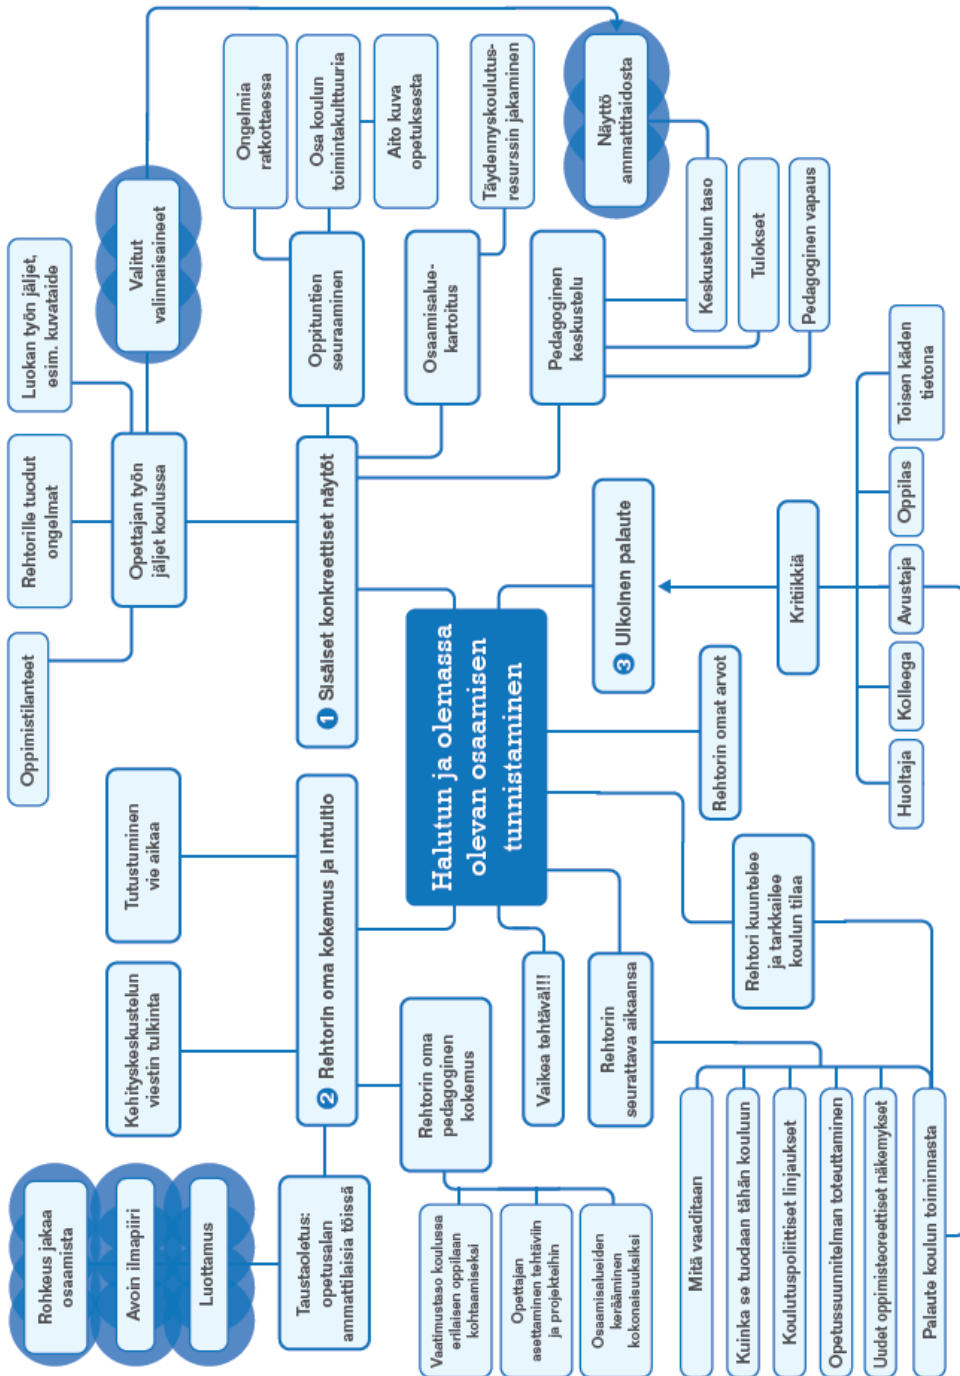 Rohkeus jakaa
osaamista
Avoin ilmapiiri
Luottamus
Taustaoletus:
opetusalan
ammattilaisia töissä
Kehityskeskustelun
viestin tulkinta
Tutustuminen
vie aikaa
2 Rehtorin oma kokemus ja intuitio
Rehtorin oma
pedagoginen
kokemus
Vaatimustaso koulussa
erilaisen oppilaan
kohtaamiseksi
Opettajan
asettaminen tehtäviin
ja projekteihin
Osaamisalueiden
kerääminen
kokonaisuuksiksi
Oppimistilanteet
Rehtorille tuodut
ongelmat
Luokan työn jäljet,
esim. kuvataide
Opettajan työn
jäljet koulussa
Valitut
valinnaisaineet
1 Sisäiset konkreettiset näytöt
Oppituntien
seuraaminen
Ongelmia
ratkottaessa
Osa koulun
toimintakulttuuria
Aito kuva
opetuksesta
Osaamisalue-
kartoitus
Täydennyskoulutus-
resurssin jakaminen
Pedagoginen
keskustelu
Näyttö
ammattitaidosta
Keskustelun taso
Tulokset
Pedagoginen vapaus
Halutun ja olemassa
olevan osaamisen
tunnistaminen
Vaikea tehtävä!!!
Rehtorin
seurattava aikaansa
Mitä vaaditaan
Kuinka se tuodaan tähän kouluun
Koulutuspoliittiset linjaukset
Opetussuunnitelman toteuttaminen
Uudet oppimisteoreettiset näkemykset
Palaute koulun toiminnasta
Rehtori kuuntelee
ja tarkkailee
koulun tilaa
Rehtorin omat arvot
3 Ulkoinen palaute
Kritiikkiä
Huoltaja
Kolleega
Avustaja
Oppilas
Toisen käden
tietona